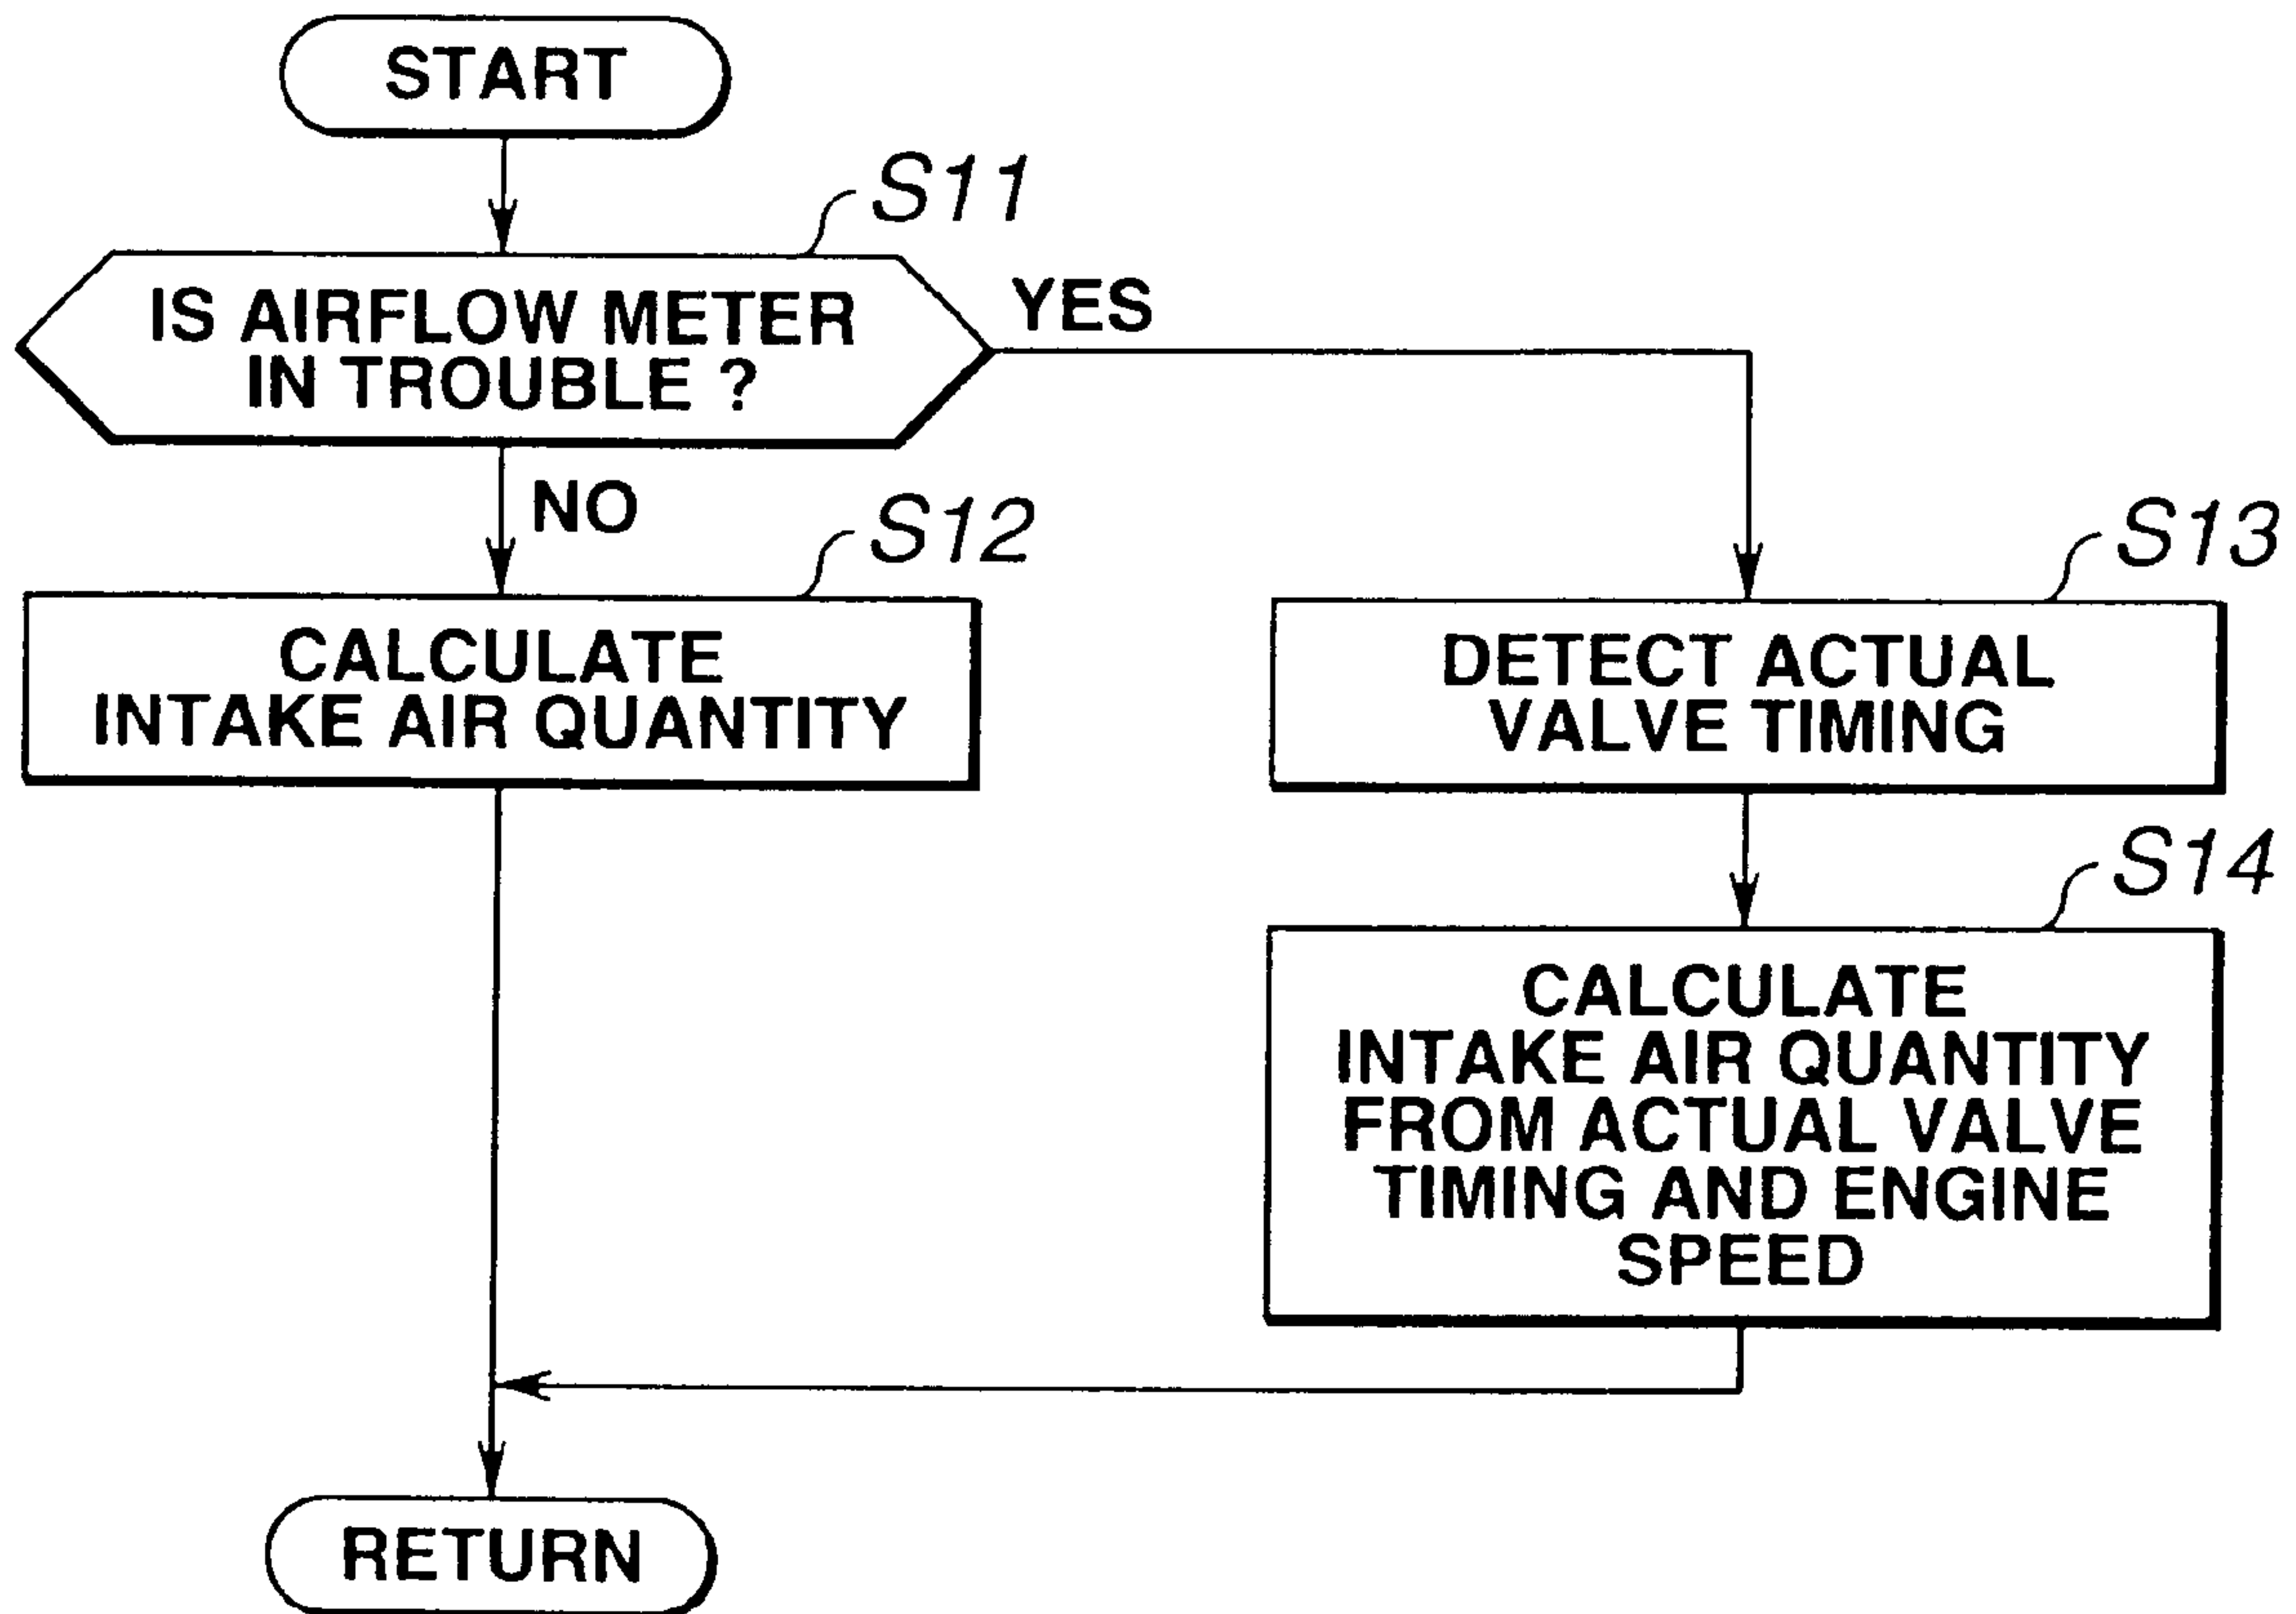 START
S11
IS AIRFLOW METER
IN TROUBLE ?
YES
NO
S12
CALCULATE
INTAKE AIR QUANTITY
S13
DETECT ACTUAL
VALVE TIMING
S14
CALCULATE
INTAKE AIR QUANTITY
FROM ACTUAL VALVE
TIMING AND ENGINE
SPEED
RETURN